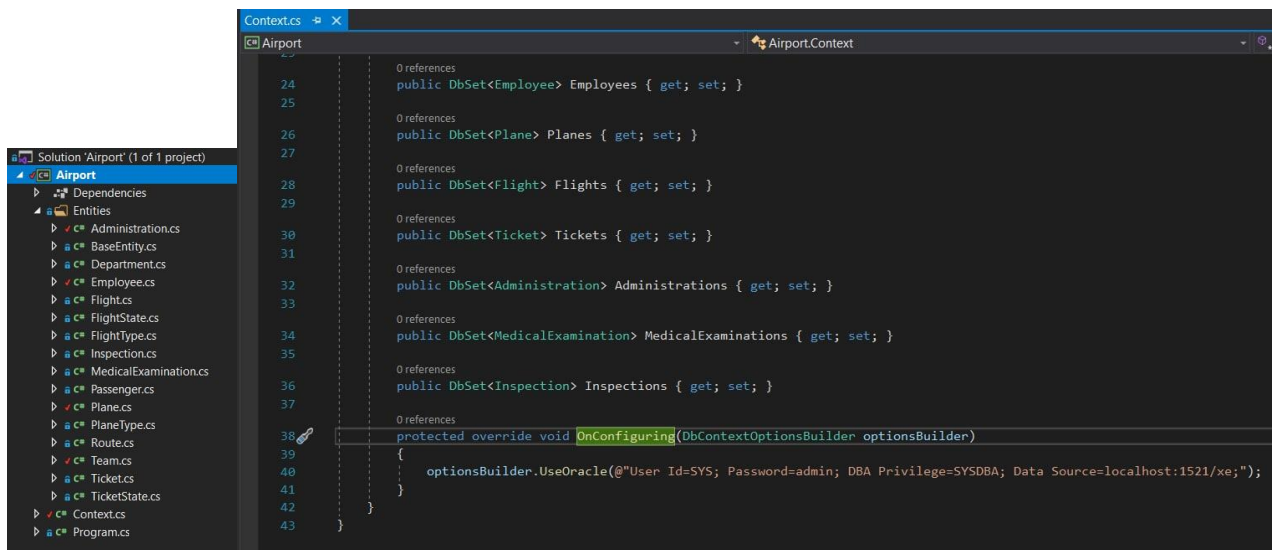 Solution 'Airport' (1 of 1 project)
Airport
Dependencies
Entities
C# Administration.cs
C# BaseEntity.cs
C# Department.cs
C# Employee.cs
C# Flight.cs
C# FlightState.cs
C# FlightType.cs
C# Inspection.cs
C# MedicalExamination.cs
C# Passenger.cs
C# Plane.cs
C# PlaneType.cs
C# Route.cs
C# Team.cs
C# Ticket.cs
C# TicketState.cs
C# Context.cs
C# Program.cs
Context.cs
C# Airport Airport.Context
0 references
24 public DbSet<Employee> Employees { get; set; }
25
0 references
26 public DbSet<Plane> Planes { get; set; }
27
0 references
28 public DbSet<Flight> Flights { get; set; }
29
0 references
30 public DbSet<Ticket> Tickets { get; set; }
31
0 references
32 public DbSet<Administration> Administrations { get; set; }
33
0 references
34 public DbSet<MedicalExamination> MedicalExaminations { get; set; }
35
0 references
36 public DbSet<Inspection> Inspections { get; set; }
37
0 references
38 protected override void OnConfiguring(DbContextOptionsBuilder optionsBuilder)
39 {
40 optionsBuilder.UseOracle(@"User Id=SYS; Password=admin; DBA Privilege=SYSDBA; Data Source=localhost:1521/xe;");
41 }
42 }
43 }